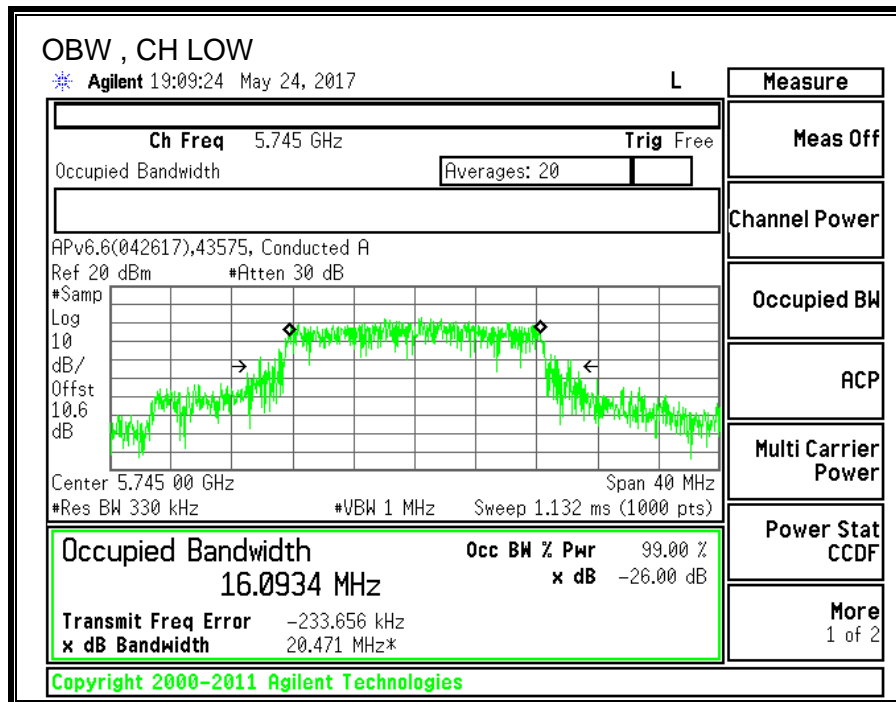 OBW , CH LOW
Agilent 19:09:24 May 24, 2017 L
Measure
Ch Freq 5.745 GHz Trig Free
Meas Off
Occupied Bandwidth Averages: 20
Channel Power
APv6.6(042617),43575, Conducted A
Ref 20 dBm #Atten 30 dB
#Samp
Log
10
dB/
Offst
10.6
dB
Occupied BW
ACP
Center 5.745 00 GHz Span 40 MHz
#Res BW 330 kHz #VBW 1 MHz Sweep 1.132 ms (1000 pts)
Multi Carrier
Power
Occupied Bandwidth Occ BW % Pwr 99.00 %
16.0934 MHz x dB -26.00 dB
Power Stat
CCDF
Transmit Freq Error -233.656 kHz
x dB Bandwidth 20.471 MHz*
More
1 of 2
Copyright 2000-2011 Agilent Technologies